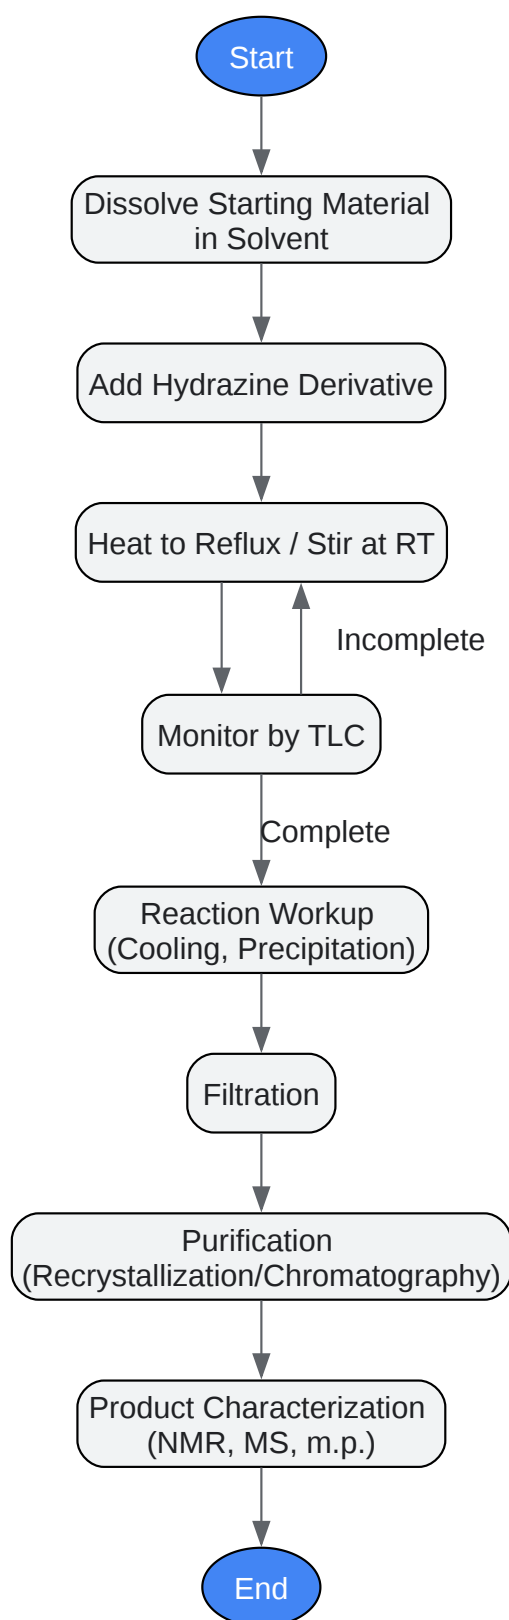 Start
Dissolve Starting Material
in Solvent
Add Hydrazine Derivative
Heat to Reflux / Stir at RT
Incomplete
Monitor by TLC
Complete
Reaction Workup
(Cooling, Precipitation)
Filtration
Purification
(Recrystallization/Chromatography)
Product Characterization
(NMR, MS, m.p.)
End